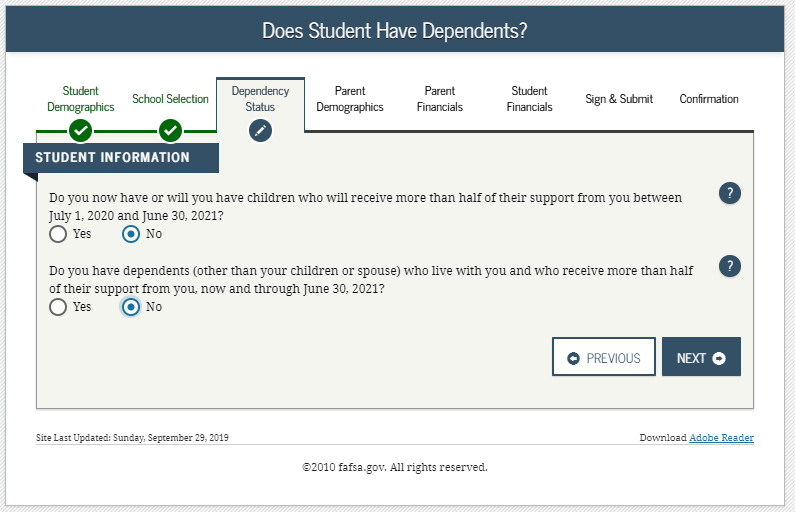 Does Student Have Dependents?
Student
Demographics
School Selection
Dependency
Status
Parent
Demographics
Parent
Financials
Student
Financials
Sign & Submit
Confirmation
STUDENT INFORMATION
Do you now have or will you have children who will receive more than half of their support from you between
July 1, 2020 and June 30, 2021?
?
Yes No
Do you have dependents (other than your children or spouse) who live with you and who receive more than half
of their support from you, now and through June 30, 2021?
?
Yes No
PREVIOUS NEXT
Site Last Updated: Sunday, September 29, 2019 Download Adobe Reader
©2010 fafsa.gov. All rights reserved.